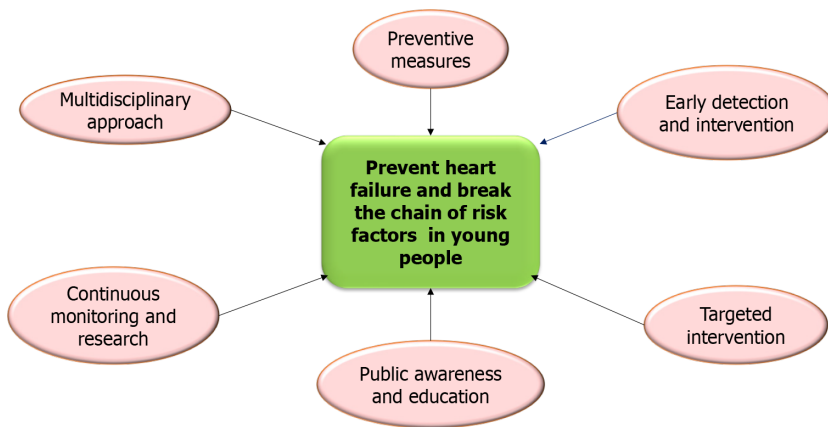 Preventive
measures
Multidisciplinary
approach
Early detection
and intervention
Prevent heart
failure and break
the chain of risk
factors in young
people
Continuous
monitoring and
research
Targeted
intervention
Public awareness
and education